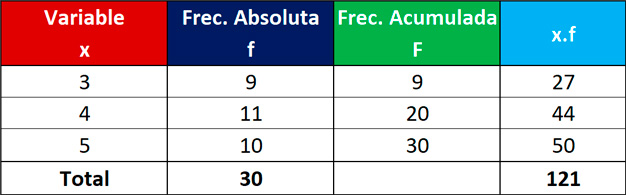 Variable x Frec. Absoluta f Frec. Acumulada F x.f
3 9 9 27
4 11 20 44
5 10 30 50
Total 30 121